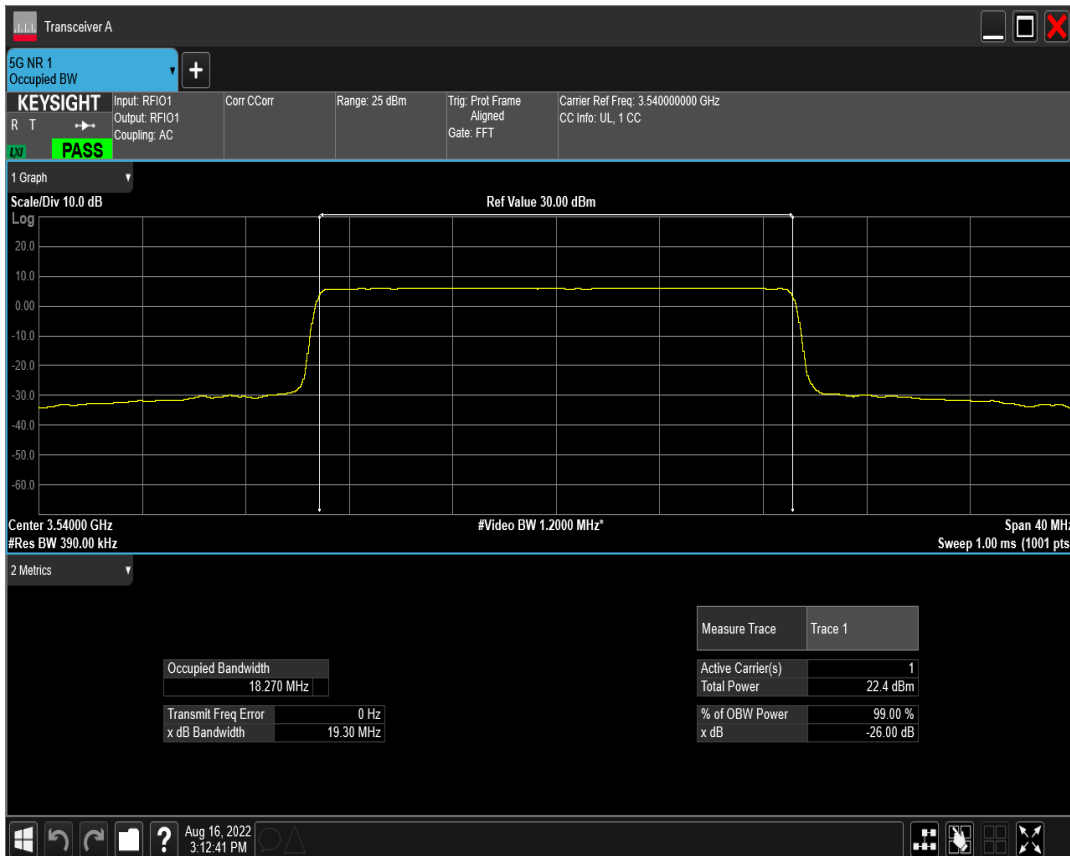 Transceiver A
5G NR 1
Occupied BW
KEYSIGHT
R T
LXI
PASS
Input: RFIO1
Output: RFIO1
Coupling: AC
Corr CCorr
Range: 25 dBm
Trig: Prot Frame
Aligned
Gate: FFT
Carrier Ref Freq: 3.540000000 GHz
CC Info: UL, 1 CC
1 Graph
Scale/Div 10.0 dB
Ref Value 30.00 dBm
Log
20.0
10.0
0.00
-10.0
-20.0
-30.0
-40.0
-50.0
-60.0
Center 3.54000 GHz
#Video BW 1.2000 MHz*
Span 40 MHz
#Res BW 390.00 kHz
Sweep 1.00 ms (1001 pts
2 Metrics
Measure Trace Trace 1
Occupied Bandwidth
18.270 MHz
Active Carrier(s) 1
Total Power 22.4 dBm
Transmit Freq Error 0 Hz
x dB Bandwidth 19.30 MHz
% of OBW Power 99.00 %
x dB -26.00 dB
?
Aug 16, 2022
3:12:41 PM